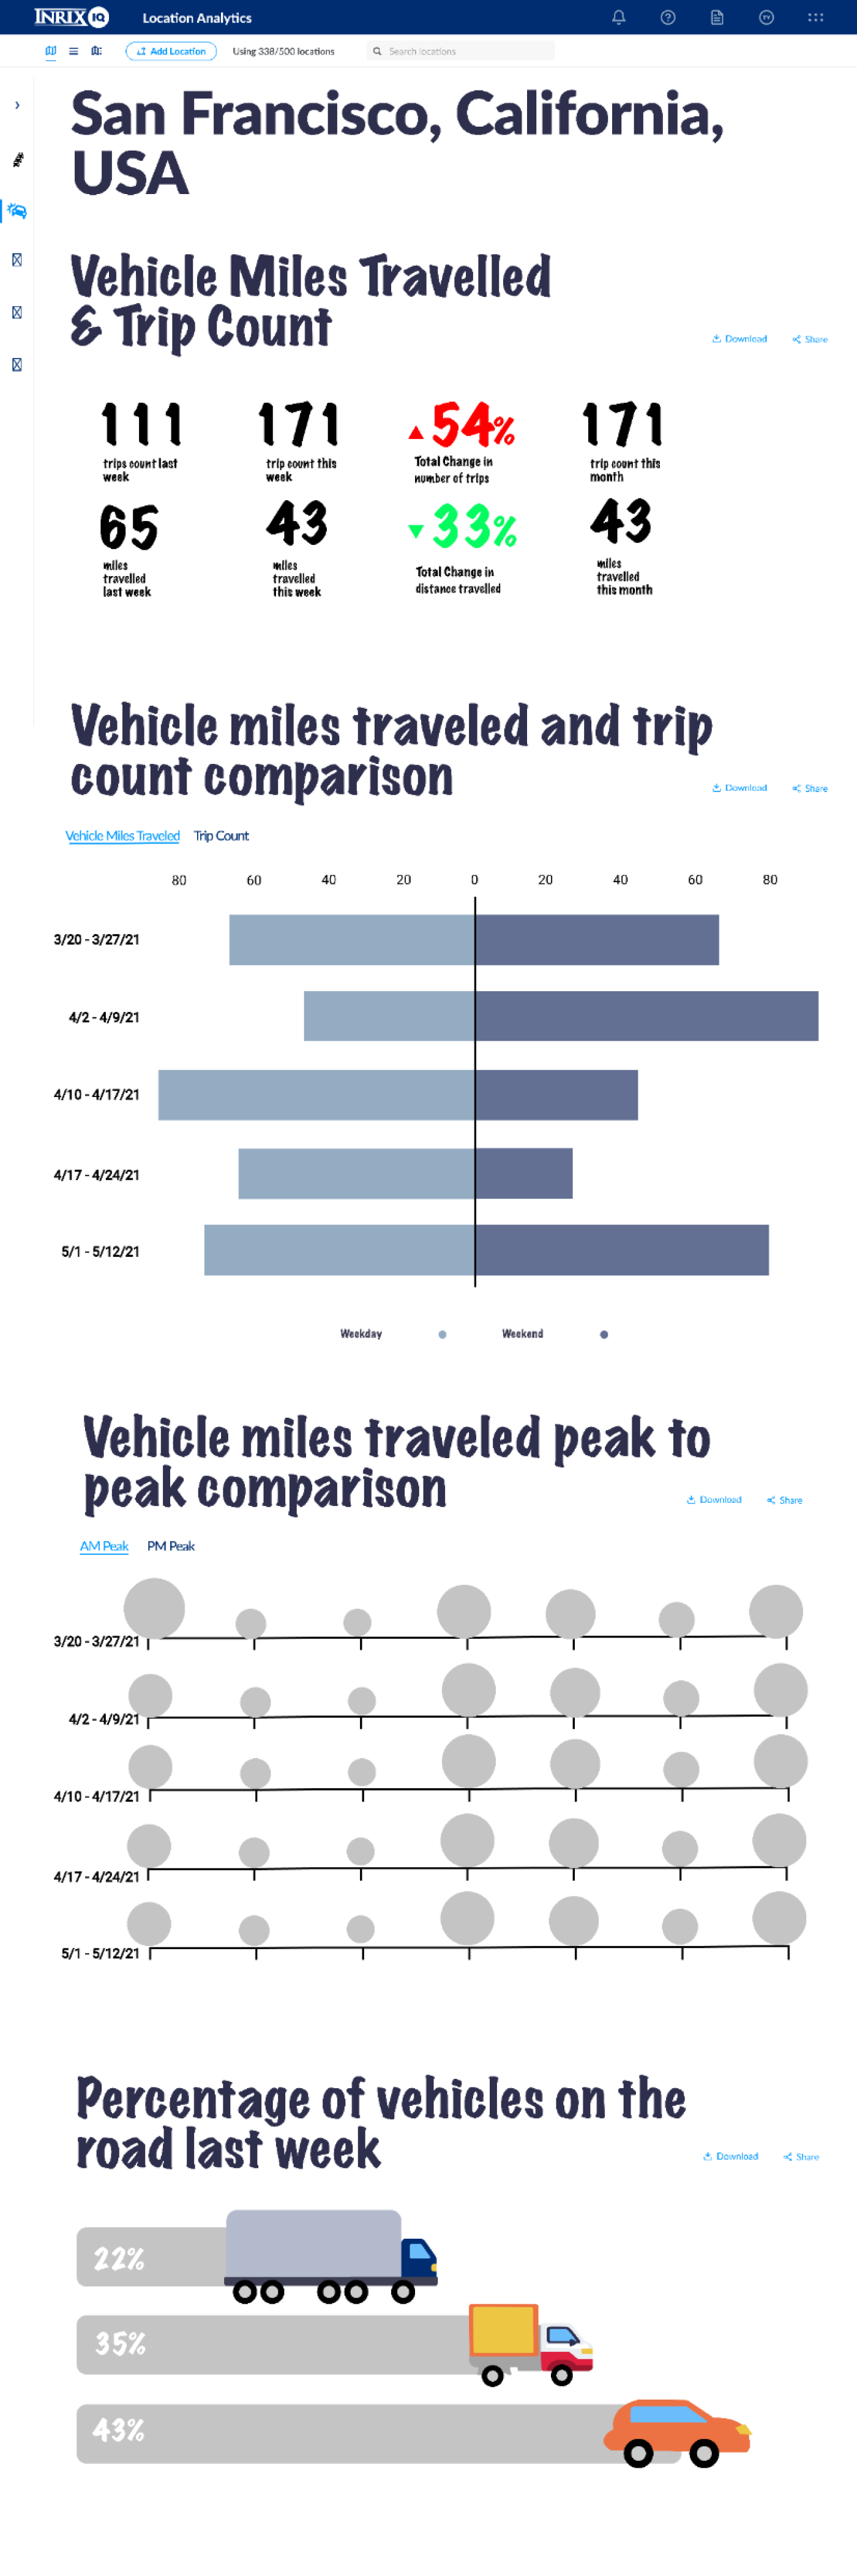 INRIX IQ Location Analytics
Add Location Using 338/500 locations Search locations
San Francisco, California,
USA
Vehicle Miles Travelled
& Trip Count
Download Share
111 171 54% 171
trips count last trip count this Total Change in trip count this
week week number of trips month
65 43 33% 43
miles miles Total Change in miles
travelled travelled distance travelled travelled
last week this week this month
Vehicle miles traveled and trip
count comparison
Download Share
Vehicle Miles Traveled Trip Count
80 60 40 20 0 20 40 60 80
3/20 - 3/27/21
4/2 - 4/9/21
4/10 - 4/17/21
4/17 - 4/24/21
5/1 - 5/12/21
Weekday Weekend
Vehicle miles traveled peak to
peak comparison
Download Share
AM Peak PM Peak
3/20 - 3/27/21
4/2 - 4/9/21
4/10 - 4/17/21
4/17 - 4/24/21
5/1 - 5/12/21
Percentage of vehicles on the
road last week
Download Share
22%
35%
43%